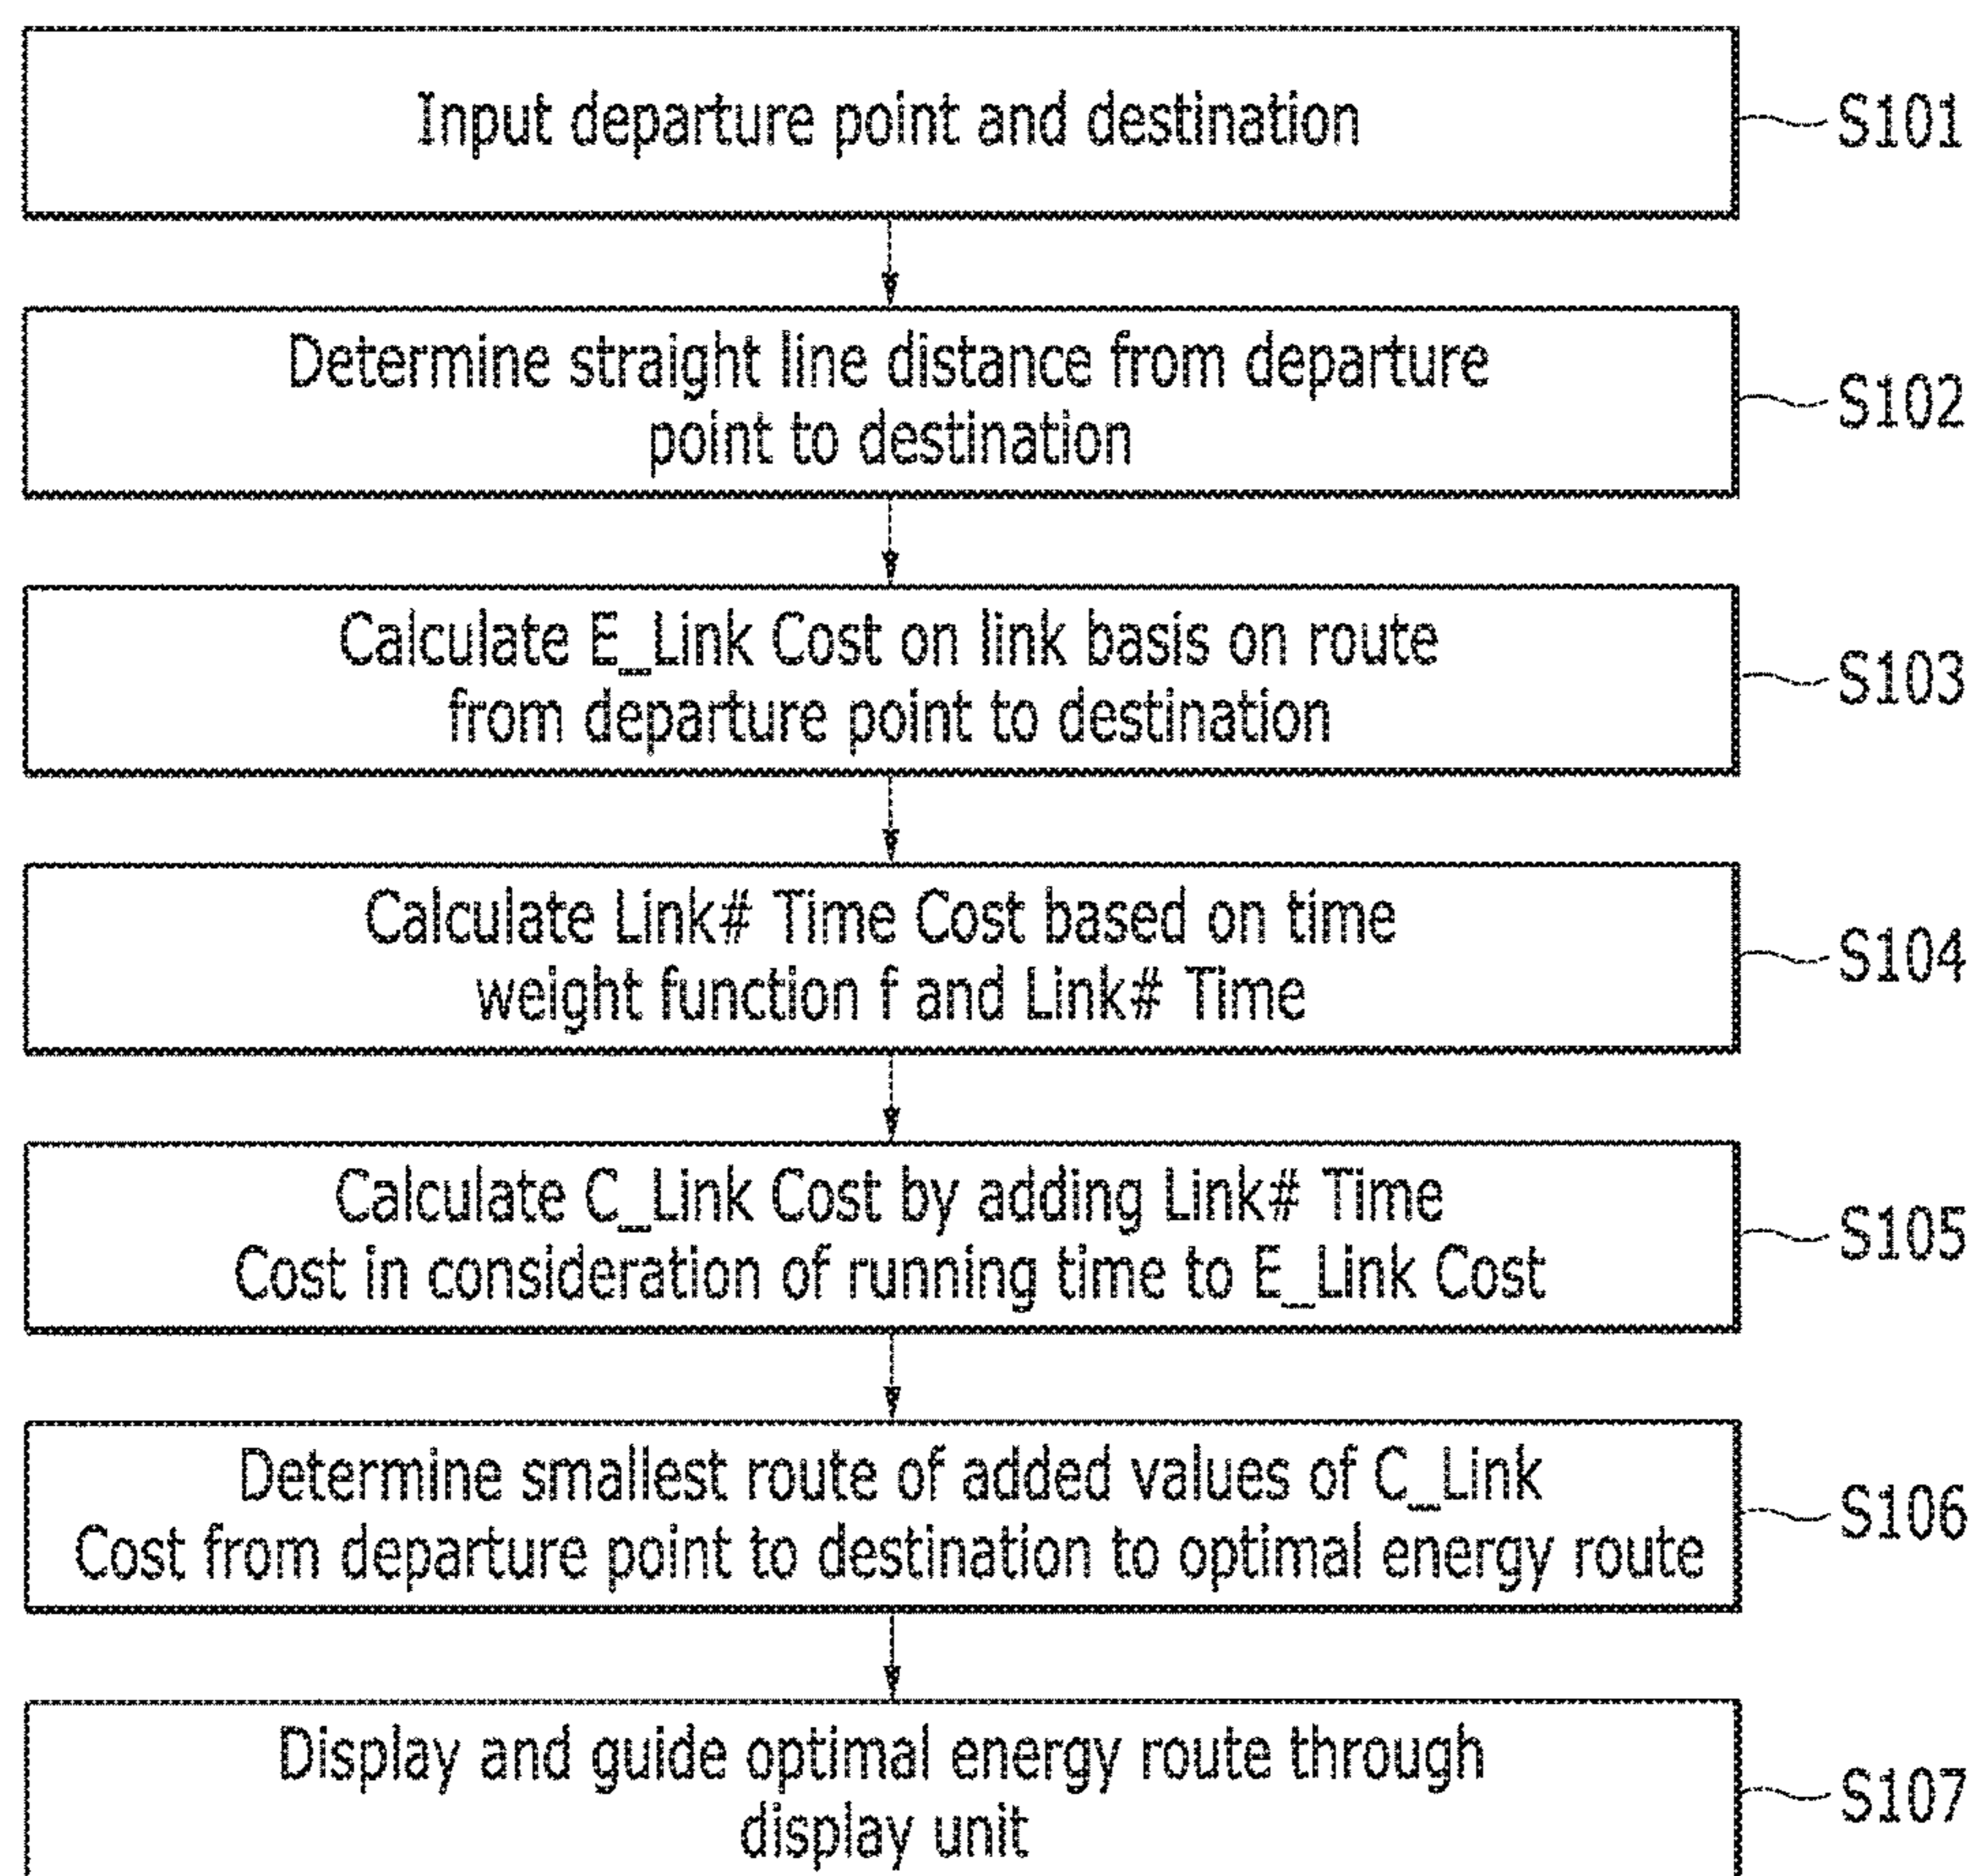 Input departure point and destination
S101
Determine straight line distance from departure
point to destination
S102
Calculate E_Link Cost on link basis on route
from departure point to destination
S103
Calculate Link# Time Cost based on time
weight function f and Link# Time
S104
Calculate C_Link Cost by adding Link# Time
Cost in consideration of running time to E_Link Cost
S105
Determine smallest route of added values of C_Link
Cost from departure point to destination to optimal energy route
S106
Display and guide optimal energy route through
display unit
S107